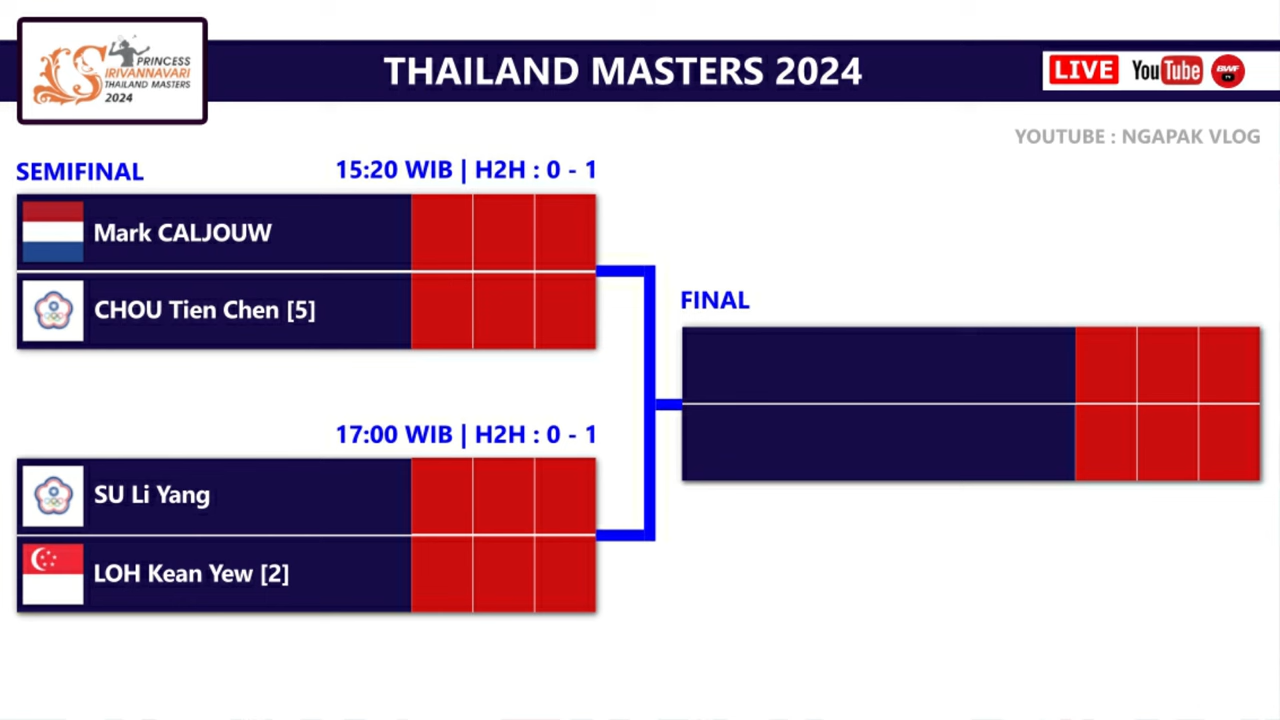 PRINCESS
SIRIVANNAVARI
THAILAND MASTERS
2024
THAILAND MASTERS 2024
LIVE YouTube BWF
YOUTUBE : NGAPAK VLOG
SEMIFINAL
15:20 WIB | H2H : 0 - 1
Mark CALJOUW
CHOU Tien Chen [5]
17:00 WIB | H2H : 0 - 1
SU Li Yang
LOH Kean Yew [2]
FINAL